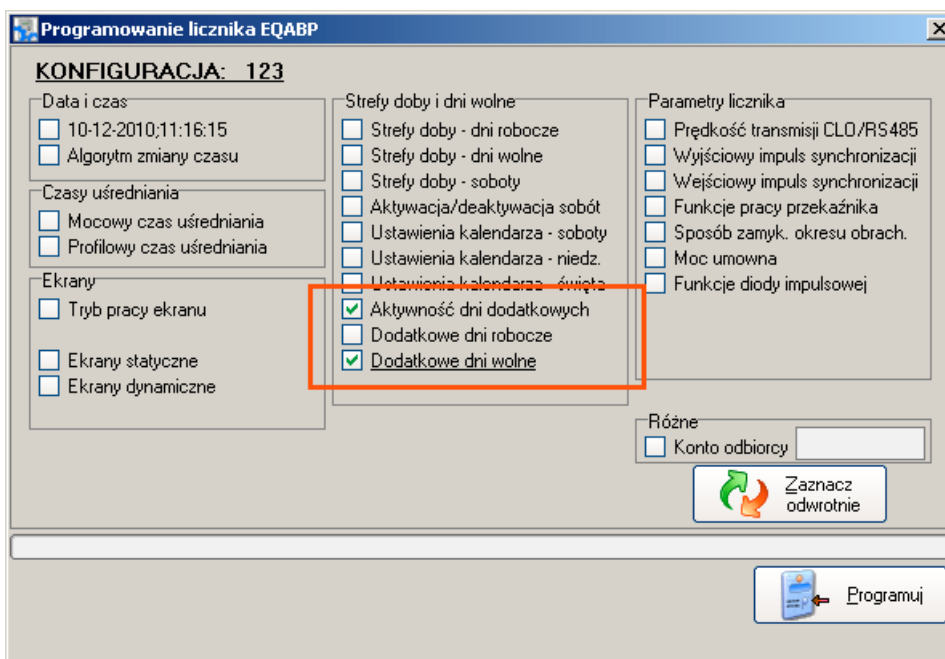 Programowanie licznika EQABP
KONFIGURACJA: 123
Data i czas
10-12-2010;11:16:15
Algorytm zmiany czasu
Czasy uśredniania
Mocowy czas uśredniania
Profilowy czas uśredniania
Ekrany
Tryb pracy ekranu
Ekrany statyczne
Ekrany dynamiczne
Strefy doby i dni wolne
Strefy doby - dni robocze
Strefy doby - dni wolne
Strefy doby - soboty
Aktywacja/deaktywacja sobót
Ustawienia kalendarza - soboty
Ustawienia kalendarza - niedz.
Ustawienia kalendarza - święta
Aktywność dni dodatkowych
Dodatkowe dni robocze
Dodatkowe dni wolne
Parametry licznika
Prędkość transmisji CLO/RS485
Wyjściowy impuls synchronizacji
Wejściowy impuls synchronizacji
Funkcje pracy przekaźnika
Sposób zamyk. okresu obrach.
Moc umowna
Funkcje diody impulsowej
Różne
Konto odbiorcy
Zaznacz
odwrotnie
Programuj